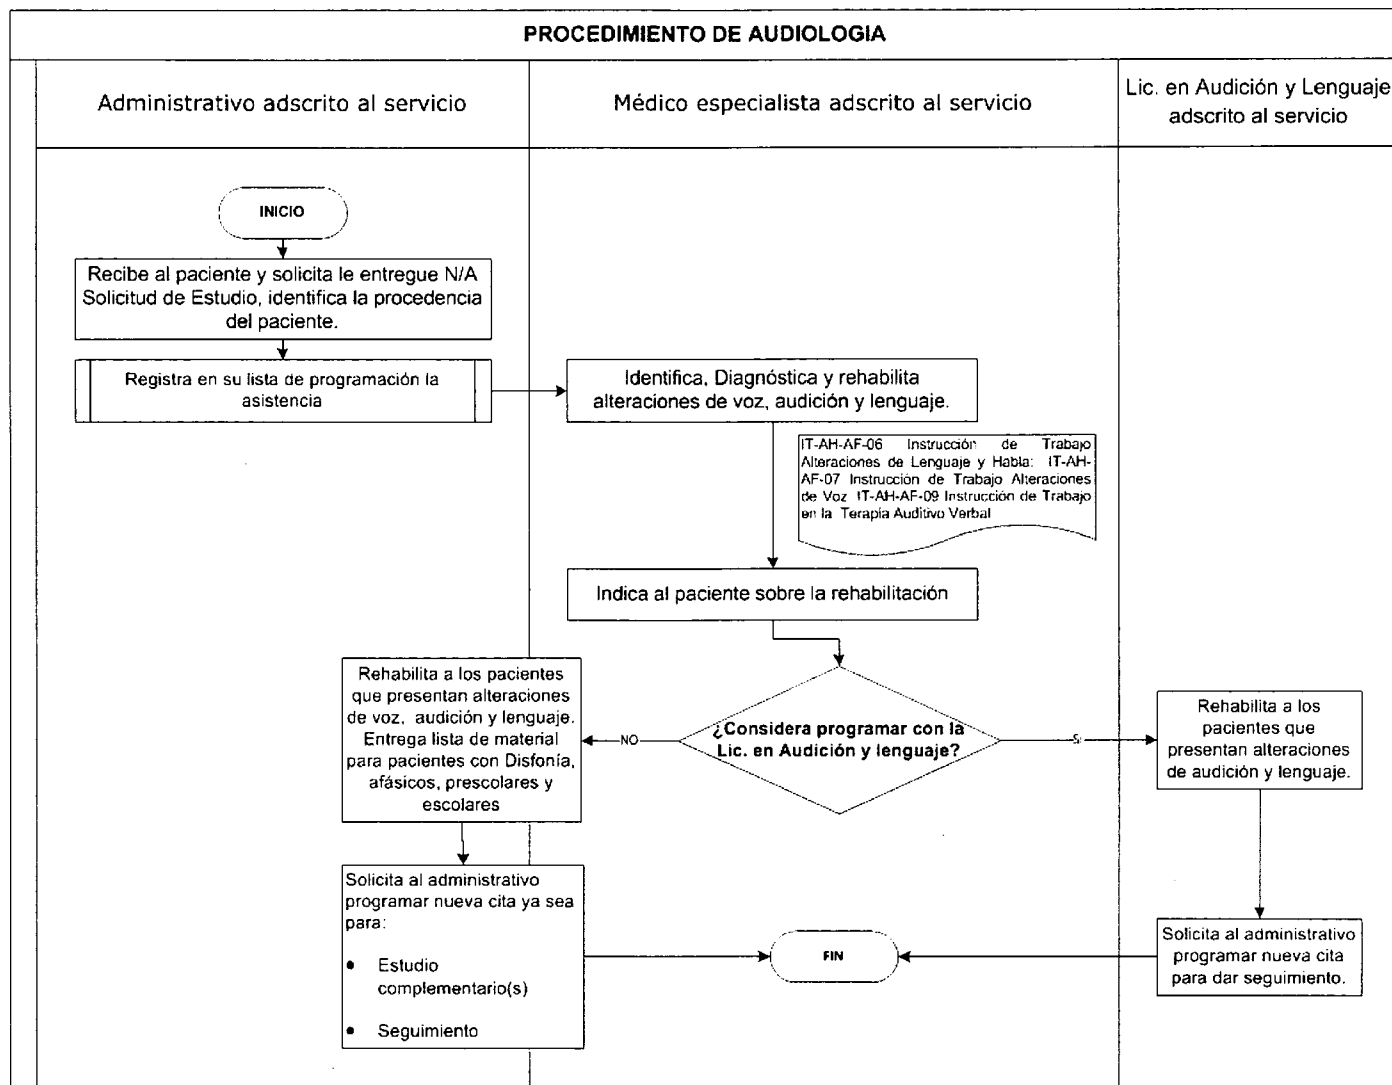 PROCEDIMIENTO DE AUDIOLOGIA
Administrativo adscrito al servicio
Médico especialista adscrito al servicio
Lic. en Audición y Lenguaje
adscrito al servicio
INICIO
Recibe al paciente y solicita le entregue N/A
Solicitud de Estudio, identifica la procedencia
del paciente.
Registra en su lista de programación la
asistencia
Identifica, Diagnóstica y rehabilita
alteraciones de voz, audición y lenguaje.
IT-AH-AF-06 Instrucción de Trabajo
Alteraciones de Lenguaje y Habla: IT-AH-
AF-07 Instrucción de Trabajo Alteraciones
de Voz IT-AH-AF-09 Instrucción de Trabajo
en la Terapia Auditivo Verbal
Indica al paciente sobre la rehabilitación
¿Considera programar con la
Lic. en Audición y lenguaje?
NO
Si
Rehabilita a los pacientes
que presentan alteraciones
de voz, audición y lenguaje.
Entrega lista de material
para pacientes con Disfonía,
afásicos, prescolares y
escolares
Rehabilita a los
pacientes que
presentan alteraciones
de audición y lenguaje.
Solicita al administrativo
programar nueva cita ya sea
para:
• Estudio
complementario(s)
• Seguimiento
FIN
Solicita al administrativo
programar nueva cita
para dar seguimiento.